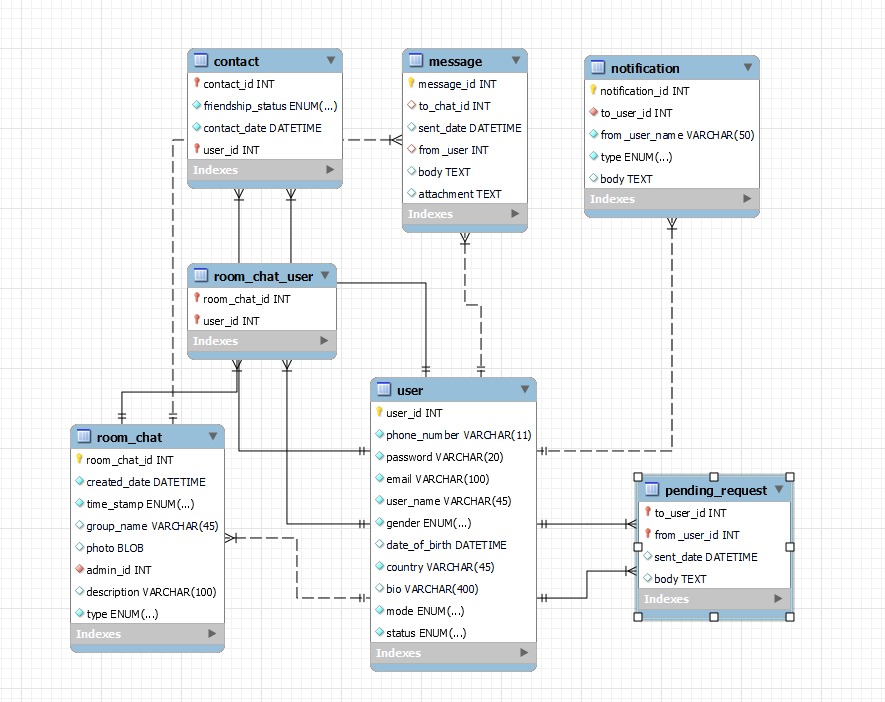 contact
contact_id INT
friendship_status ENUM(...)
contact_date DATETIME
user_id INT
Indexes
message
message_id INT
to_chat_id INT
sent_date DATETIME
from_user INT
body TEXT
attachment TEXT
Indexes
notification
notification_id INT
to_user_id INT
from_user_name VARCHAR(50)
type ENUM(...)
body TEXT
Indexes
room_chat_user
room_chat_id INT
user_id INT
Indexes
room_chat
room_chat_id INT
created_date DATETIME
time_stamp ENUM(...)
group_name VARCHAR(45)
photo BLOB
admin_id INT
description VARCHAR(100)
type ENUM(...)
Indexes
user
user_id INT
phone_number VARCHAR(11)
password VARCHAR(20)
email VARCHAR(100)
user_name VARCHAR(45)
gender ENUM(...)
date_of_birth DATETIME
country VARCHAR(45)
bio VARCHAR(400)
mode ENUM(...)
status ENUM(...)
Indexes
pending_request
to_user_id INT
from_user_id INT
sent_date DATETIME
body TEXT
Indexes